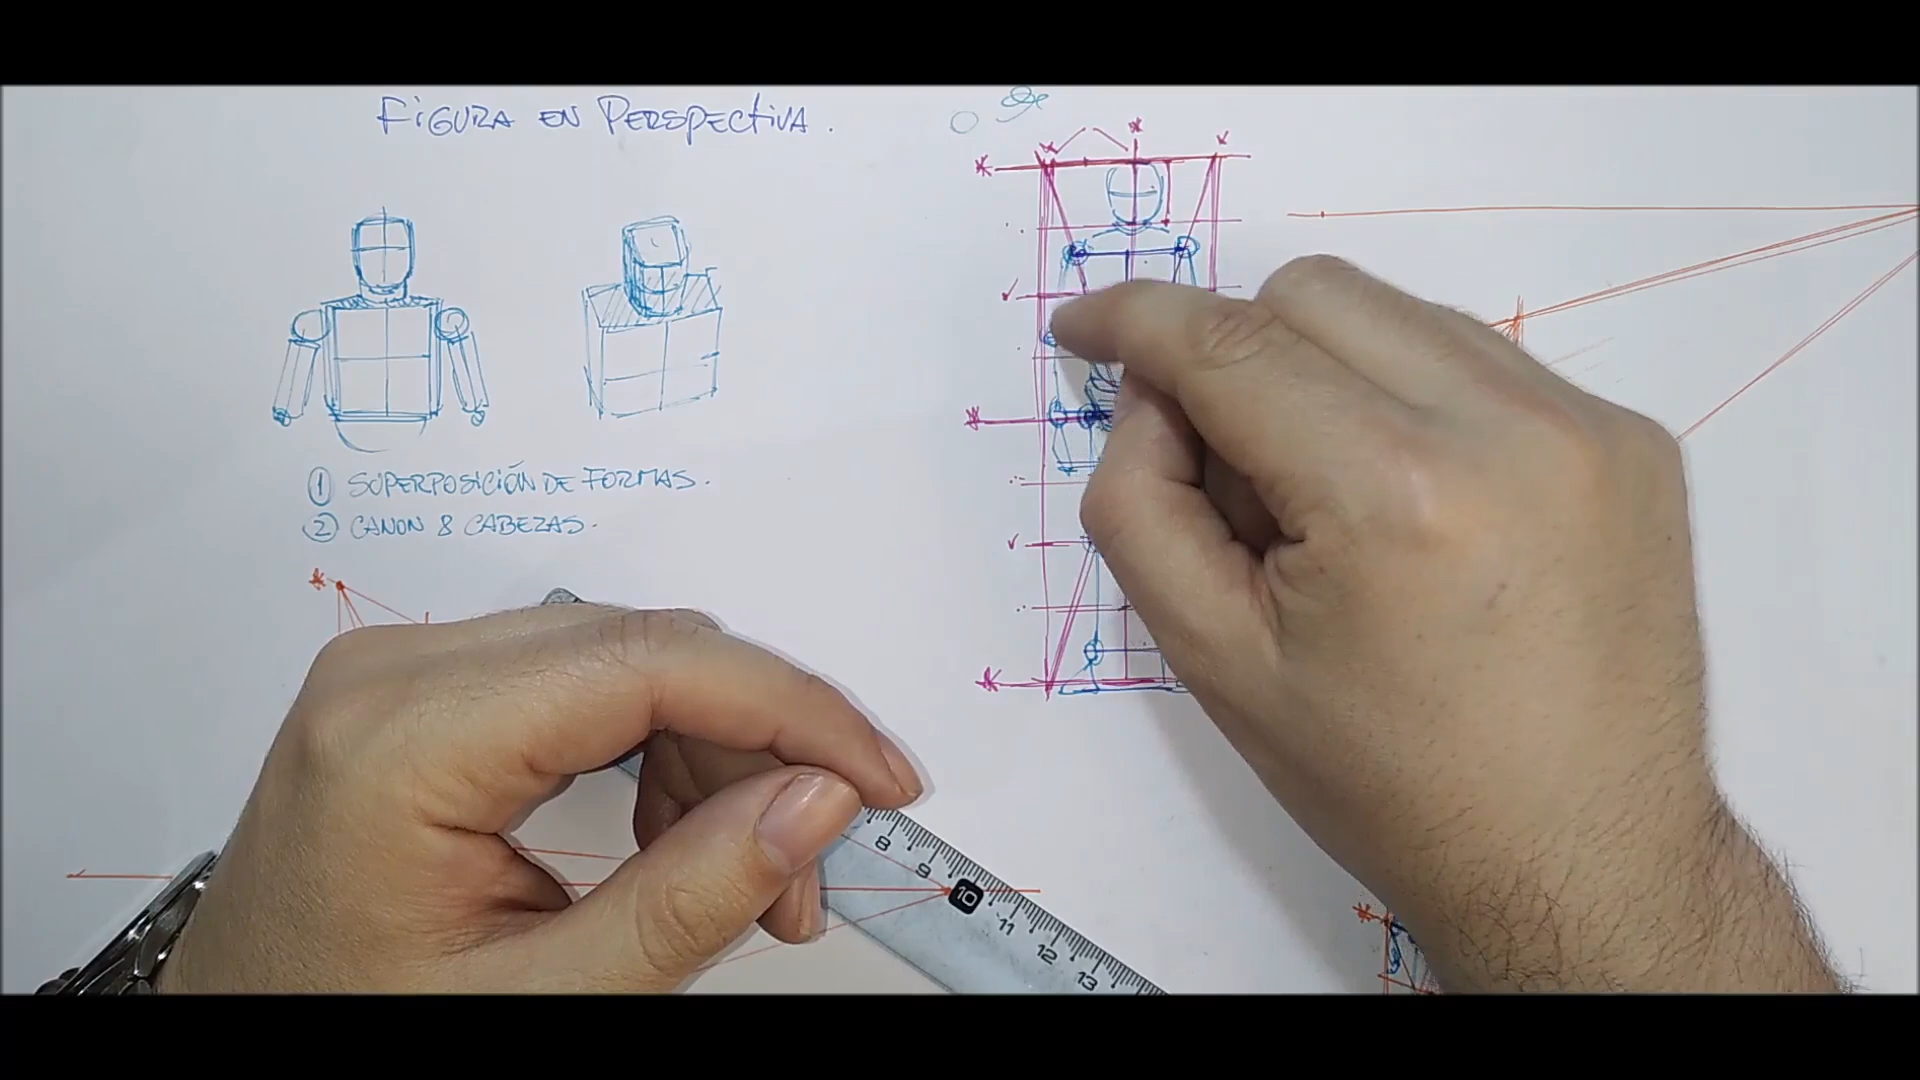 FIGURA EN PERSPECTIVA.
1 SUPERPOSICIÓN DE FORMAS.
2 CANON 8 CABEZAS.
8
9
10
11
12
13